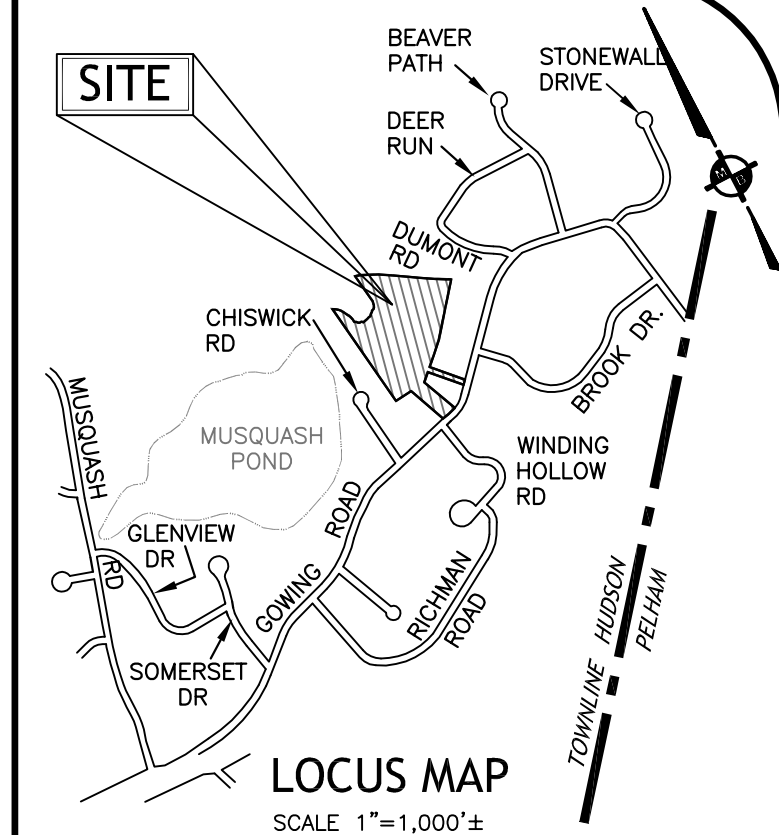 BEAVER
PATH
STONEWALL
DRIVE
SITE
DEER
RUN
M
B
DUMONT
RD
CHISWICK
RD
BROOK DR.
MUSQUASH
RD
MUSQUASH
POND
WINDING
HOLLOW
RD
GLENVIEW
DR
GOWING
ROAD
RICHMAN
ROAD
SOMERSET
DR
TOWNLINE
HUDSON
PELHAM
LOCUS MAP
SCALE 1"=1,000'±